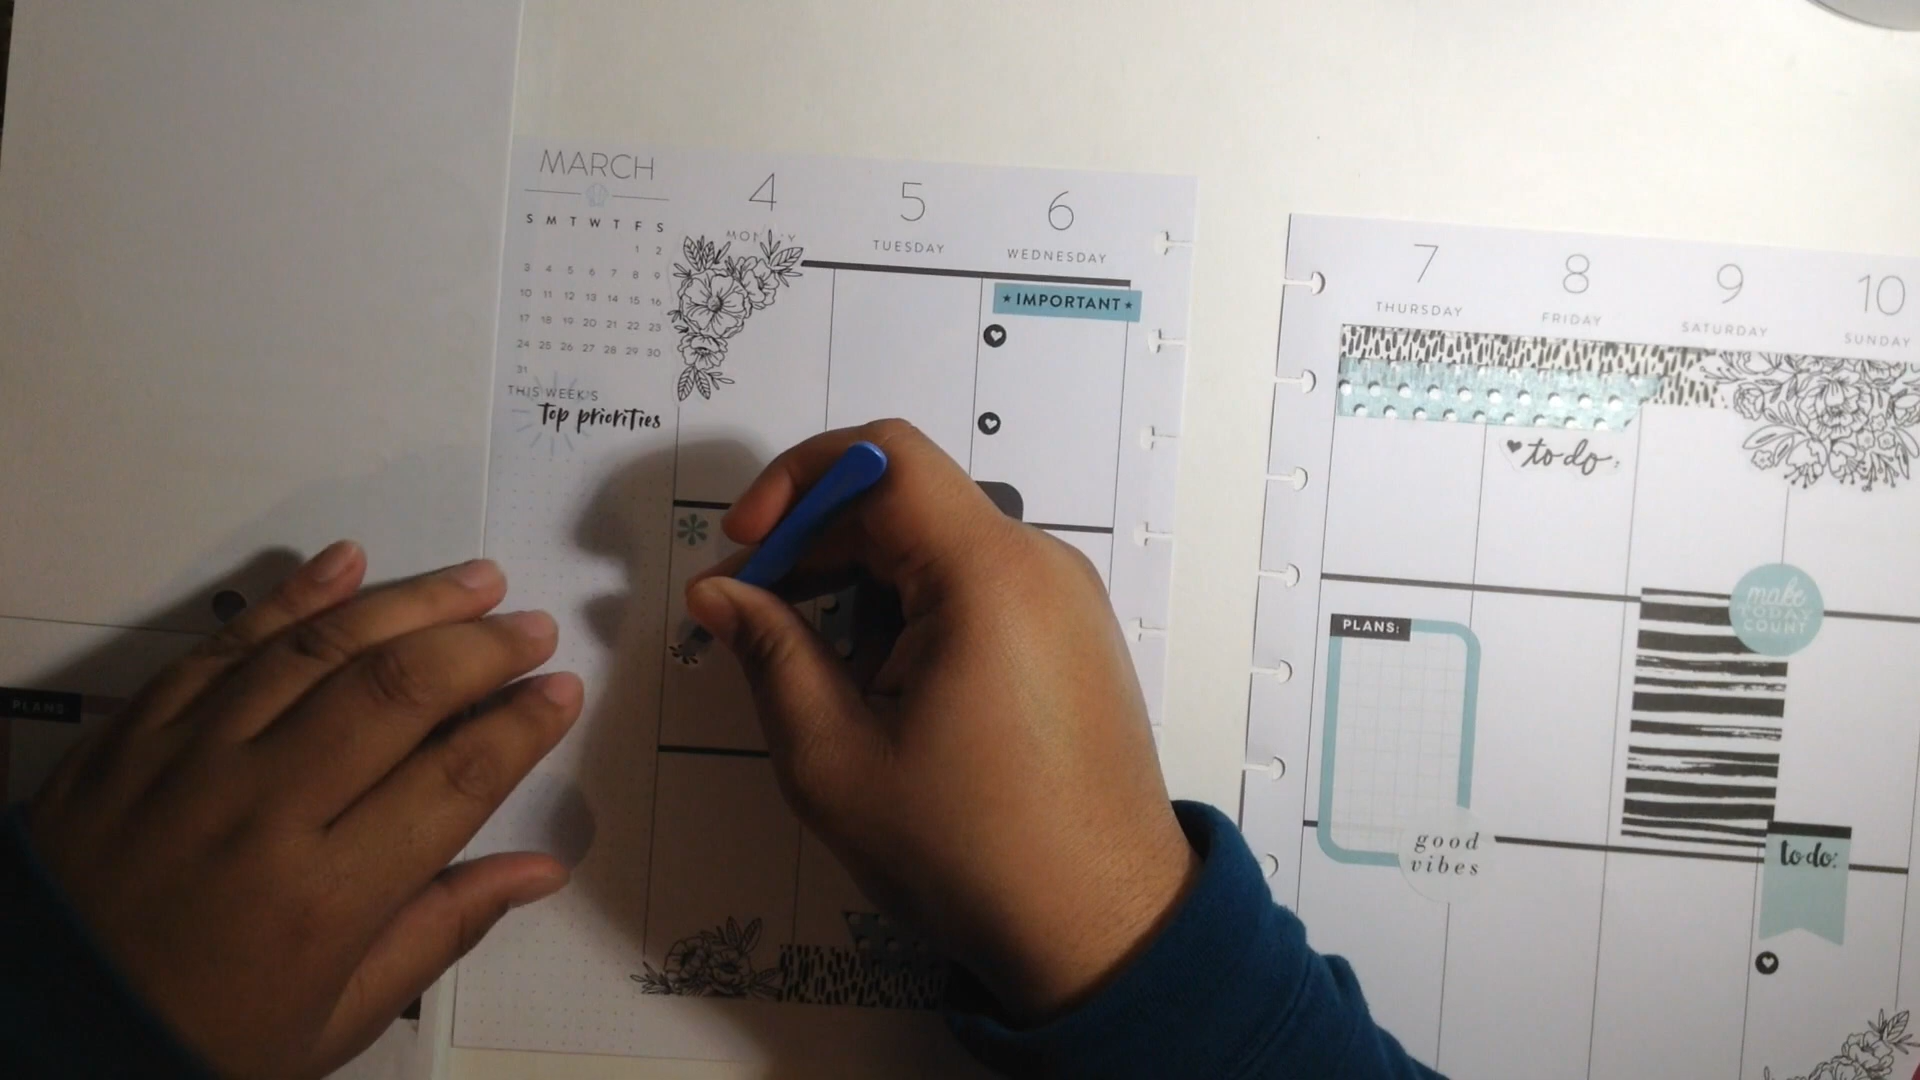 MARCH
S M T W T F S
1 2
3 4 5 6 7 8 9
10 11 12 13 14 15 16
17 18 19 20 21 22 23
24 25 26 27 28 29 30
31
THIS WEEK'S
Top priorities
4
5
TUESDAY
6
WEDNESDAY
★ IMPORTANT ★
PLANS
7
THURSDAY
8
FRIDAY
9
SATURDAY
10
SUNDAY
to do:
make
TODAY
COUNT
PLANS:
good
vibes
to do: